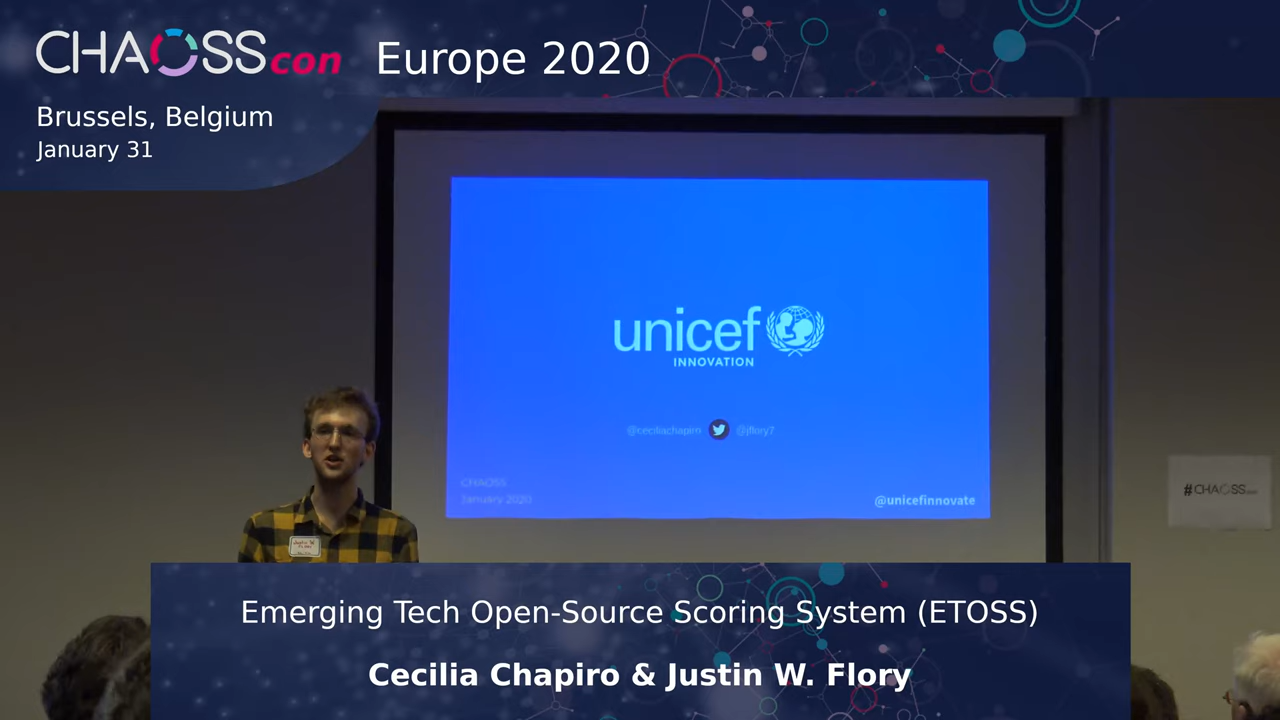 CHAOSScon Europe 2020
Brussels, Belgium
January 31
unicef
INNOVATION
@ceciliachapiro @jflory7
CHAOSS
January 2020
@unicefinnovate
#CHAOSScon
Emerging Tech Open-Source Scoring System (ETOSS)
Cecilia Chapiro & Justin W. Flory